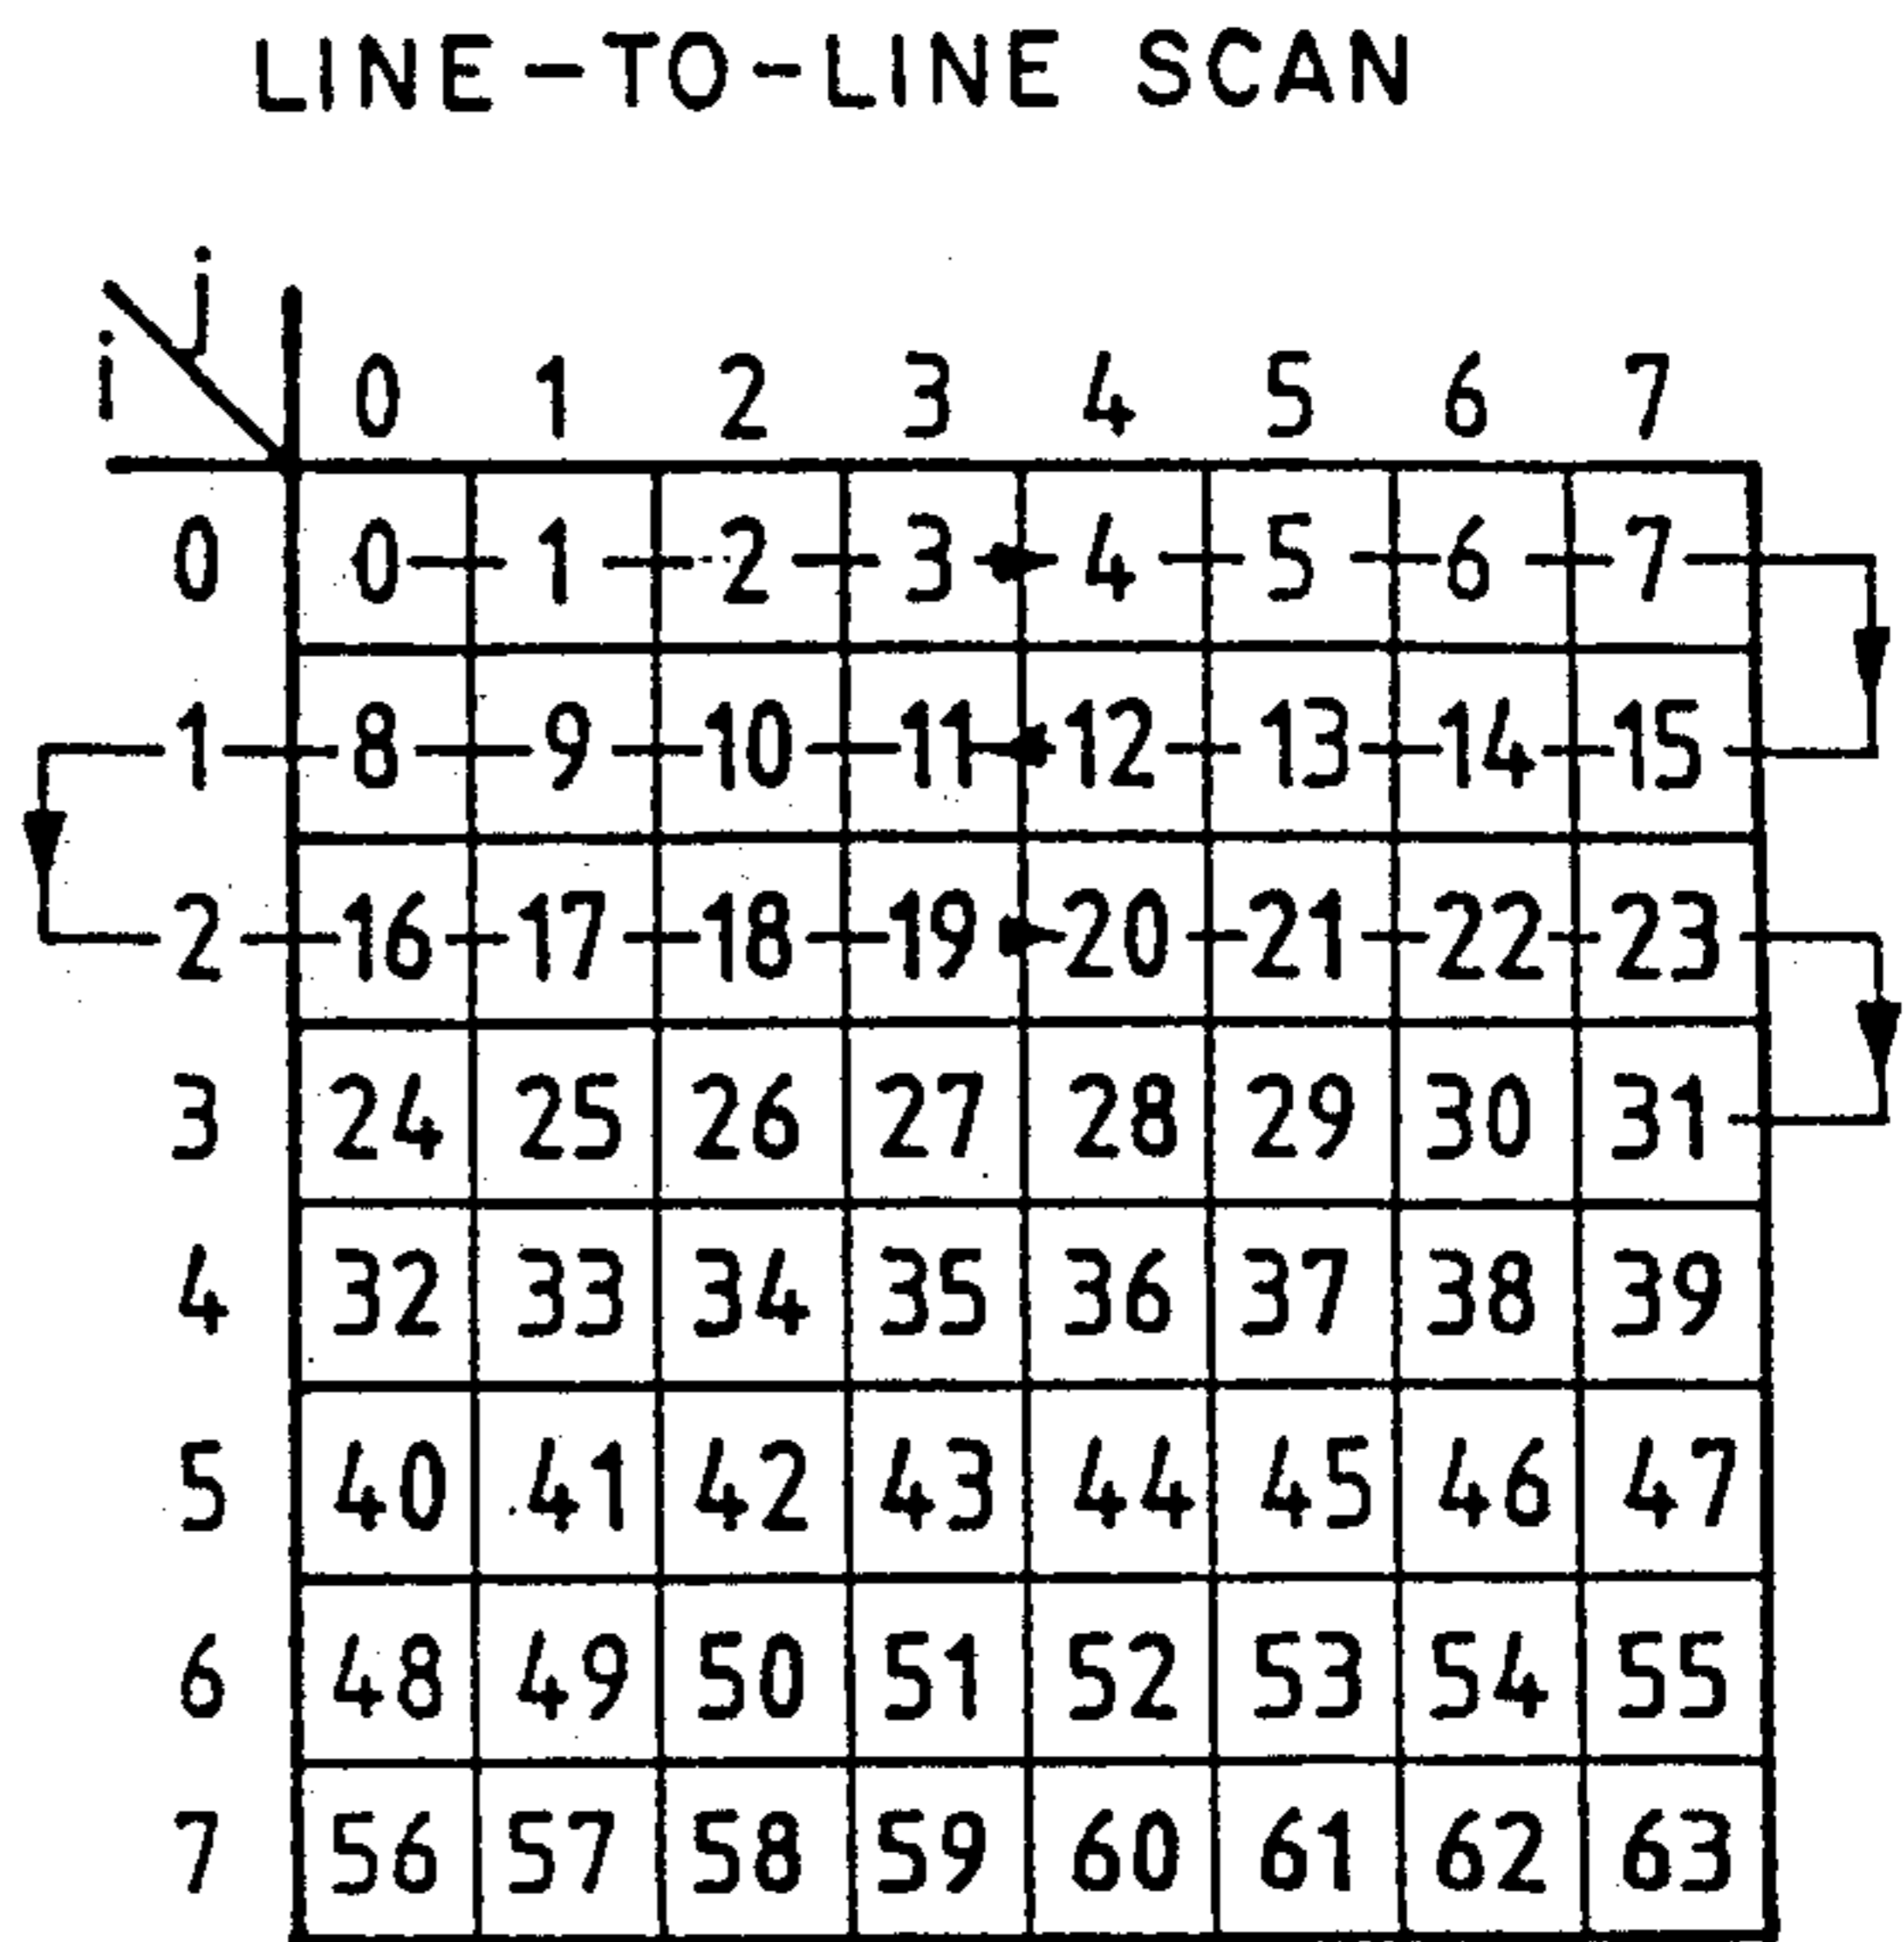 LINE-TO-LINE SCAN
j
i 0 1 2 3 4 5 6 7
0 0 1 2 3 4 5 6 7
1 8 9 10 11 12 13 14 15
2 16 17 18 19 20 21 22 23
3 24 25 26 27 28 29 30 31
4 32 33 34 35 36 37 38 39
5 40 41 42 43 44 45 46 47
6 48 49 50 51 52 53 54 55
7 56 57 58 59 60 61 62 63